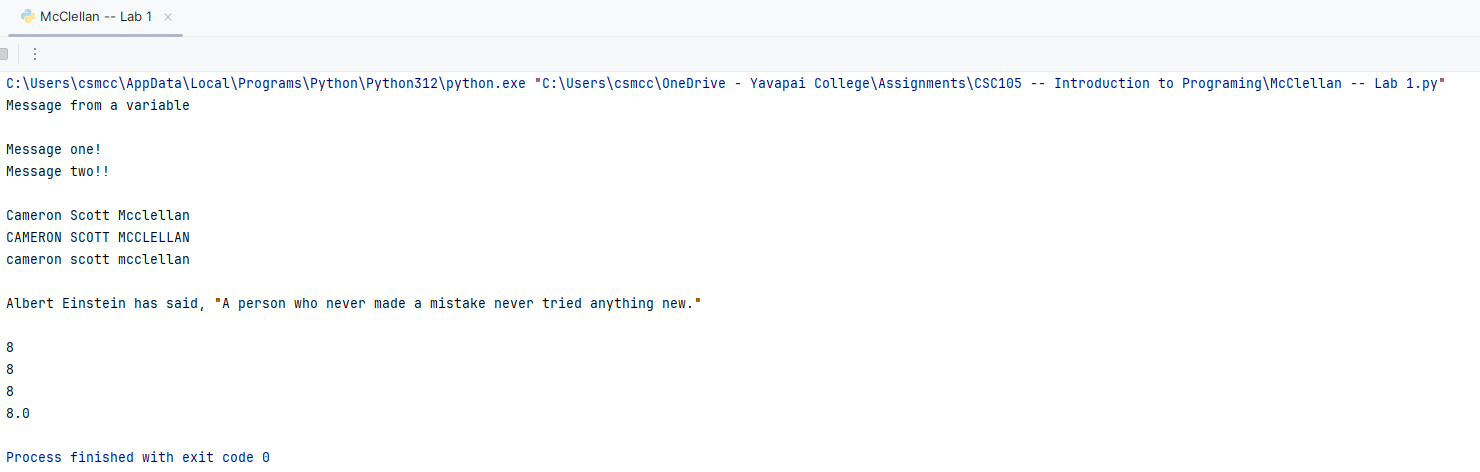 McClellan -- Lab 1
C:\Users\csmcc\AppData\Local\Programs\Python\Python312\python.exe "C:\Users\csmcc\OneDrive - Yavapai College\Assignments\CSC105 -- Introduction to Programing\McClellan -- Lab 1.py"
Message from a variable
Message one!
Message two!!
Cameron Scott Mcclellan
CAMERON SCOTT MCCLELLAN
cameron scott mcclellan
Albert Einstein has said, "A person who never made a mistake never tried anything new."
8
8
8
8.0
Process finished with exit code 0